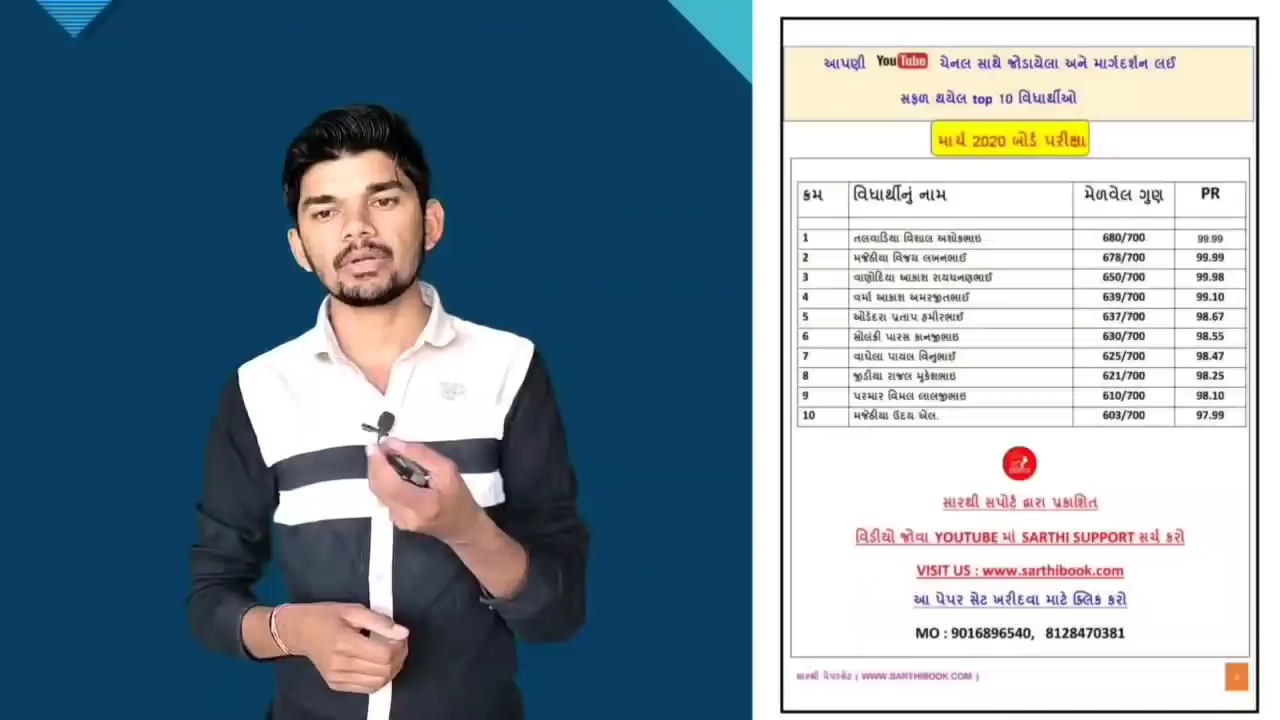 આપણી YouTube ચેનલ સાથે જોડાયેલા અને માર્ગદર્શન લઈ
સફળ થયેલ top 10 વિધાર્થીઓ
માર્ચ 2020 બોર્ડ પરીક્ષા
ક્રમ વિધાર્થીનું નામ મેળવેલ ગુણ PR
1 તલવાડિયા વિશાલ અશોકભાઇ 680/700 99.99
2 મજેઠીયા વિજય લખનભાઈ 678/700 99.99
3 વાણોદિયા આકાશ રાયધનણભાઈ 650/700 99.98
4 વર્મા આકાશ અમરજીતભાઈ 639/700 99.10
5 ઓડેદરા પ્રતાપ હમીરભાઈ 637/700 98.67
6 સોલંકી પારસ કાનજીભાઇ 630/700 98.55
7 વાઘેલા પાયલ વિનુભાઈ 625/700 98.47
8 જીડીયા રાજલ મુકેશભાઇ 621/700 98.25
9 પરમાર વિમલ લાલજીભાઇ 610/700 98.10
10 મજેઠીયા ઉદય એલ. 603/700 97.99
સારથી સપોર્ટ દ્વારા પ્રકાશિત
વિડીયો જોવા YOUTUBE માં SARTHI SUPPORT સર્ચ કરો
VISIT US : www.sarthibook.com
આ પેપર સેટ ખરીદવા માટે ક્લિક કરો
MO : 9016896540, 8128470381
સારથી પેપરસેટ ( WWW.SARTHIBOOK.COM )